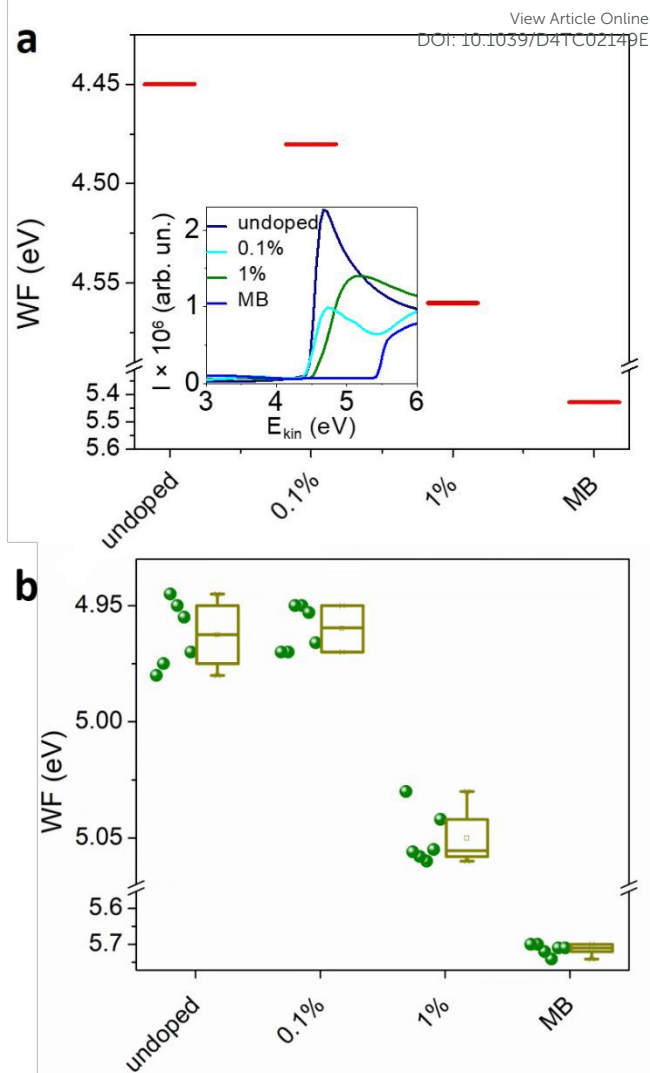 View Article Online
DOI: 10.1039/D4TC02149E
a
WF (eV)
4.45
4.50
4.55
5.4
5.5
5.6
undoped
0.1%
1%
MB
I × 10⁶ (arb. un.)
2
1
0
undoped
0.1%
1%
MB
3
4
5
6
Eₖᵢₙ (eV)
b
WF (eV)
4.95
5.00
5.05
5.6
5.7
undoped
0.1%
1%
MB